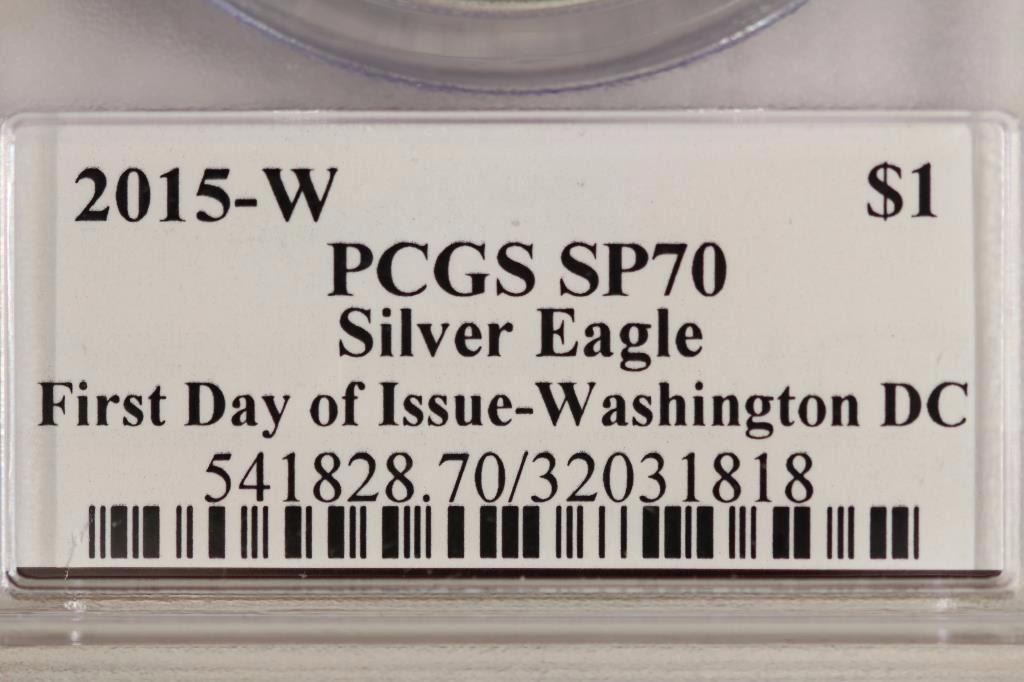 2015-W $1
PCGS SP70
Silver Eagle
First Day of Issue-Washington DC
541828.70/32031818